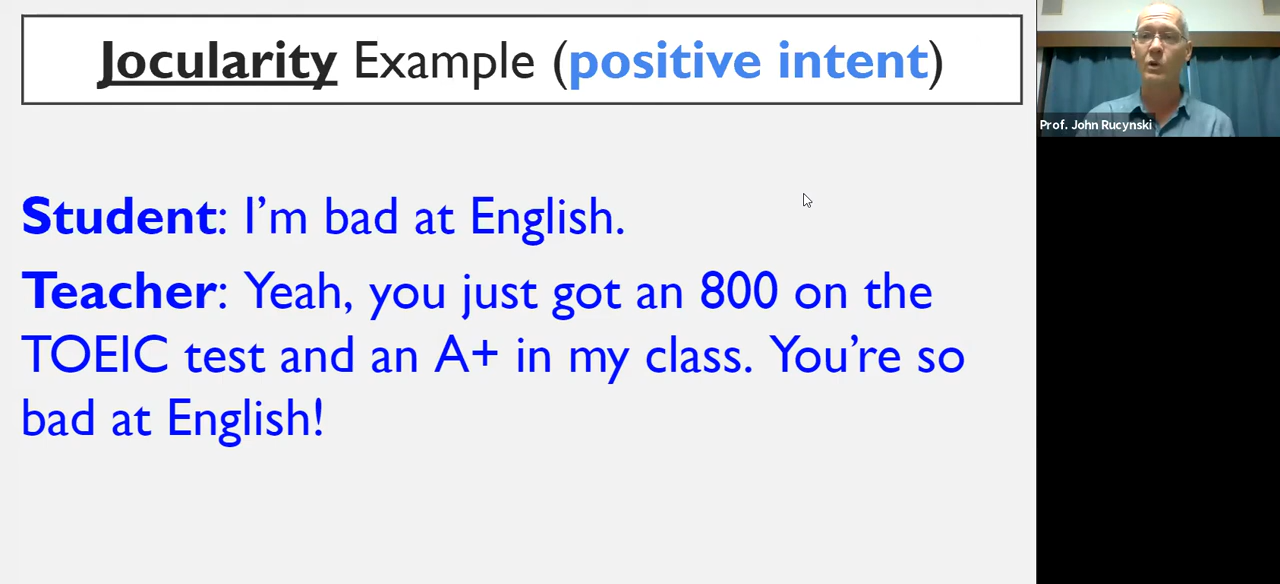 Jocularity Example (positive intent)
Prof. John Rucynski
Student: I'm bad at English.
Teacher: Yeah, you just got an 800 on the
TOEIC test and an A+ in my class. You're so
bad at English!